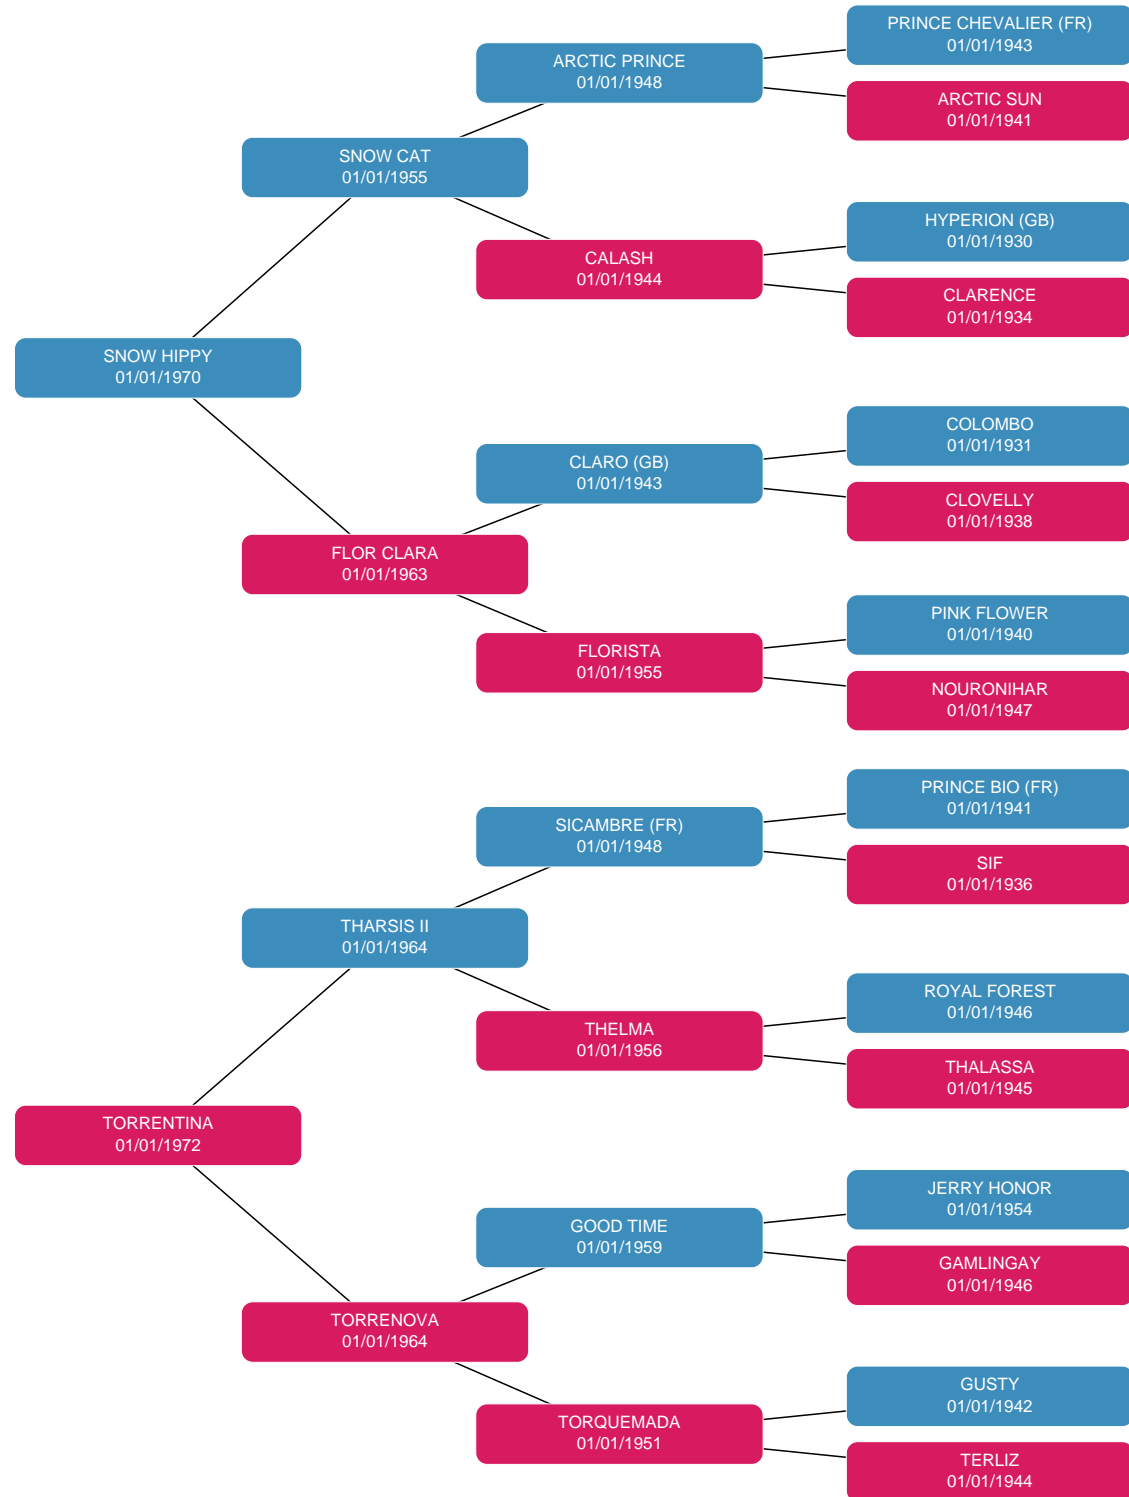 PRINCE CHEVALIER (FR)
01/01/1943
ARCTIC PRINCE
01/01/1948
ARCTIC SUN
01/01/1941
SNOW CAT
01/01/1955
HYPERION (GB)
01/01/1930
CALASH
01/01/1944
CLARENCE
01/01/1934
SNOW HIPPY
01/01/1970
COLOMBO
01/01/1931
CLARO (GB)
01/01/1943
CLOVELLY
01/01/1938
FLOR CLARA
01/01/1963
PINK FLOWER
01/01/1940
FLORISTA
01/01/1955
NOURONIHAR
01/01/1947
PRINCE BIO (FR)
01/01/1941
SICAMBRE (FR)
01/01/1948
SIF
01/01/1936
THARSIS II
01/01/1964
ROYAL FOREST
01/01/1946
THELMA
01/01/1956
THALASSA
01/01/1945
TORRENTINA
01/01/1972
JERRY HONOR
01/01/1954
GOOD TIME
01/01/1959
GAMLINGAY
01/01/1946
TORRENOVA
01/01/1964
GUSTY
01/01/1942
TORQUEMADA
01/01/1951
TERLIZ
01/01/1944